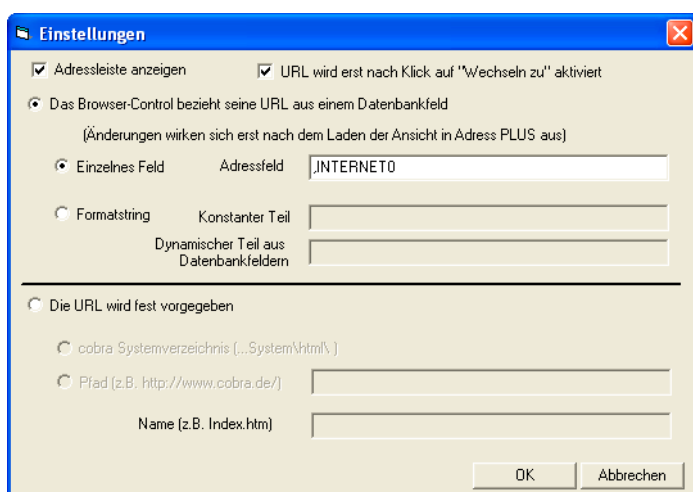 Einstellungen
Adressleiste anzeigen URL wird erst nach Klick auf "Wechseln zu" aktiviert
Das Browser-Control bezieht seine URL aus einem Datenbankfeld
(Änderungen wirken sich erst nach dem Laden der Ansicht in Adress PLUS aus)
Einzelnes Feld Adressfeld ,INTERNET0
Formatstring Konstanter Teil
Dynamischer Teil aus
Datenbankfeldern
Die URL wird fest vorgegeben
cobra Systemverzeichnis (...System\html\ )
Pfad (z.B. http://www.cobra.de/)
Name (z.B. Index.htm)
OK Abbrechen